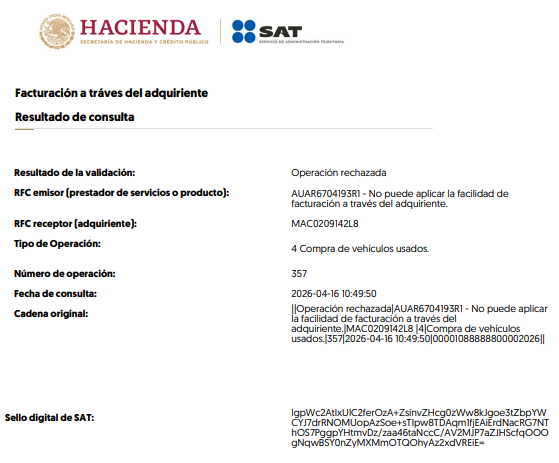 HACIENDA
SECRETARÍA DE HACIENDA Y CRÉDITO PÚBLICO
SAT
SERVICIO DE ADMINISTRACIÓN TRIBUTARIA
Facturación a tráves del adquiriente
Resultado de consulta
Resultado de la validación: Operación rechazada
RFC emisor (prestador de servicios o producto): AUAR6704193R1 - No puede aplicar la facilidad de
facturación a través del adquiriente.
RFC receptor (adquiriente): MAC0209142L8
Tipo de Operación: 4 Compra de vehículos usados.
Número de operación: 357
Fecha de consulta: 2026-04-16 10:49:50
Cadena original: ||Operación rechazada|AUAR6704193R1 - No puede aplicar
la facilidad de facturación a través del
adquiriente.|MAC0209142L8 |4|Compra de vehículos
usados.|357|2026-04-16 10:49:50|00001088888800002026||
Sello digital de SAT: lgpWc2AtlxUlC2ferOzA+ZsinvZHcg0zWw8kJgoe3tZbpYW
CYJ7drRNOMUopAzSoe+sTlpw8TDAqm1fjEAiErdNacRG7NT
hOS7PggpYHtmvDz/zaa46taNccC/AV2MJP7aZJHScfqOOO
gNqwBSY0nZyMXMmOTQOhyAz2xdVREiE=